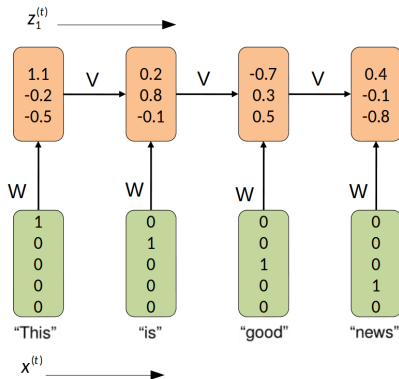 z₁⁽ᵗ⁾
1.1 0.2 -0.7 0.4
-0.2 V 0.8 V 0.3 V -0.1
-0.5 -0.1 0.5 -0.8
W W W W
1 0 0 0
0 1 0 0
0 0 1 0
0 0 0 1
0 0 0 0
“This” “is” “good” “news”
x⁽ᵗ⁾